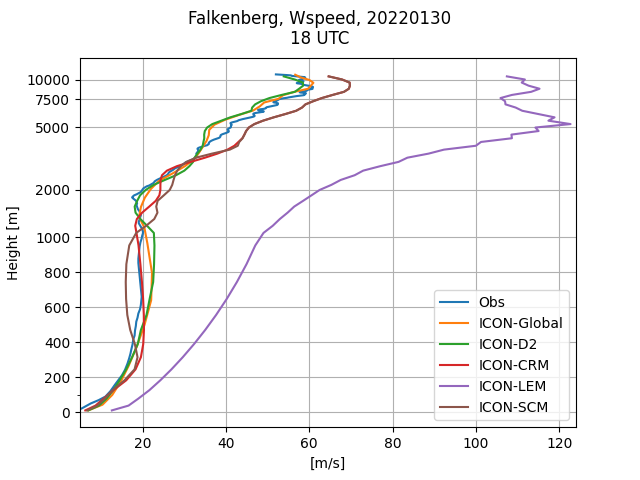 Falkenberg, Wspeed, 20220130
18 UTC
10000
7500
5000
2000
1000
800
600
400
200
0
Height [m]
20
40
60
80
100
120
[m/s]
Obs
ICON-Global
ICON-D2
ICON-CRM
ICON-LEM
ICON-SCM